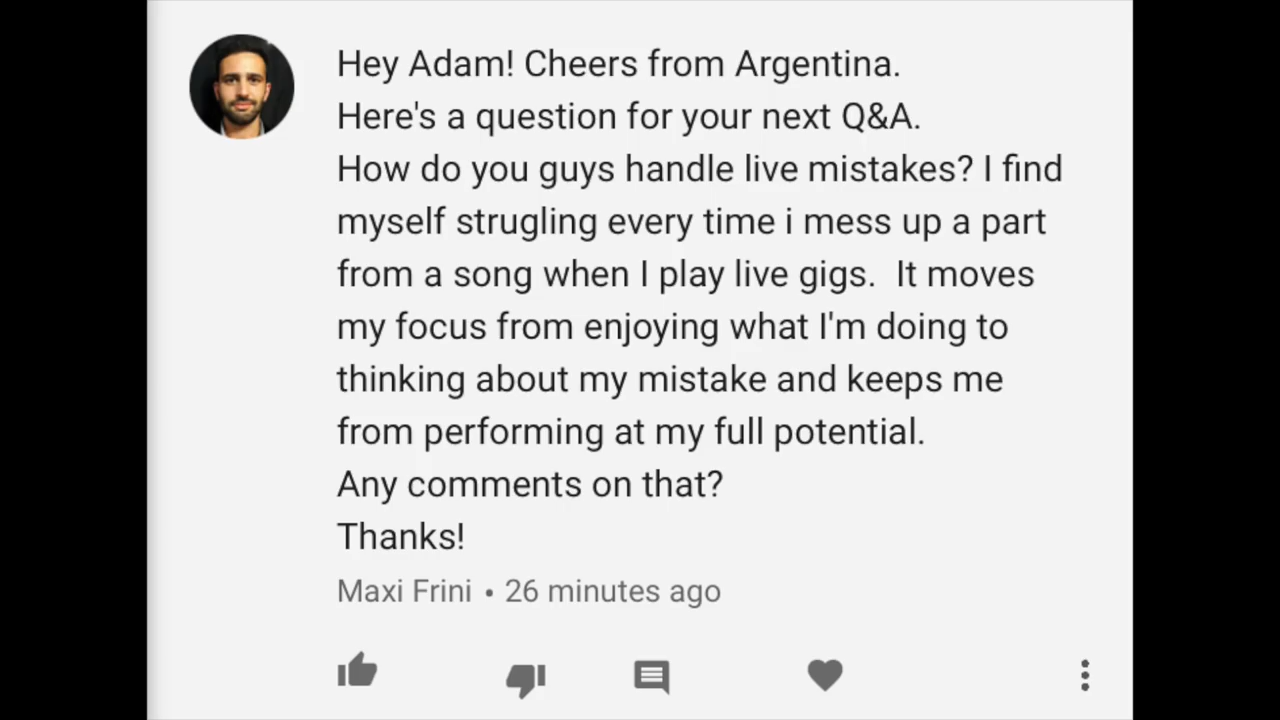 Hey Adam! Cheers from Argentina.
Here's a question for your next Q&A.
How do you guys handle live mistakes? I find
myself strugling every time i mess up a part
from a song when I play live gigs.  It moves
my focus from enjoying what I'm doing to
thinking about my mistake and keeps me
from performing at my full potential.
Any comments on that?
Thanks!
Maxi Frini • 26 minutes ago